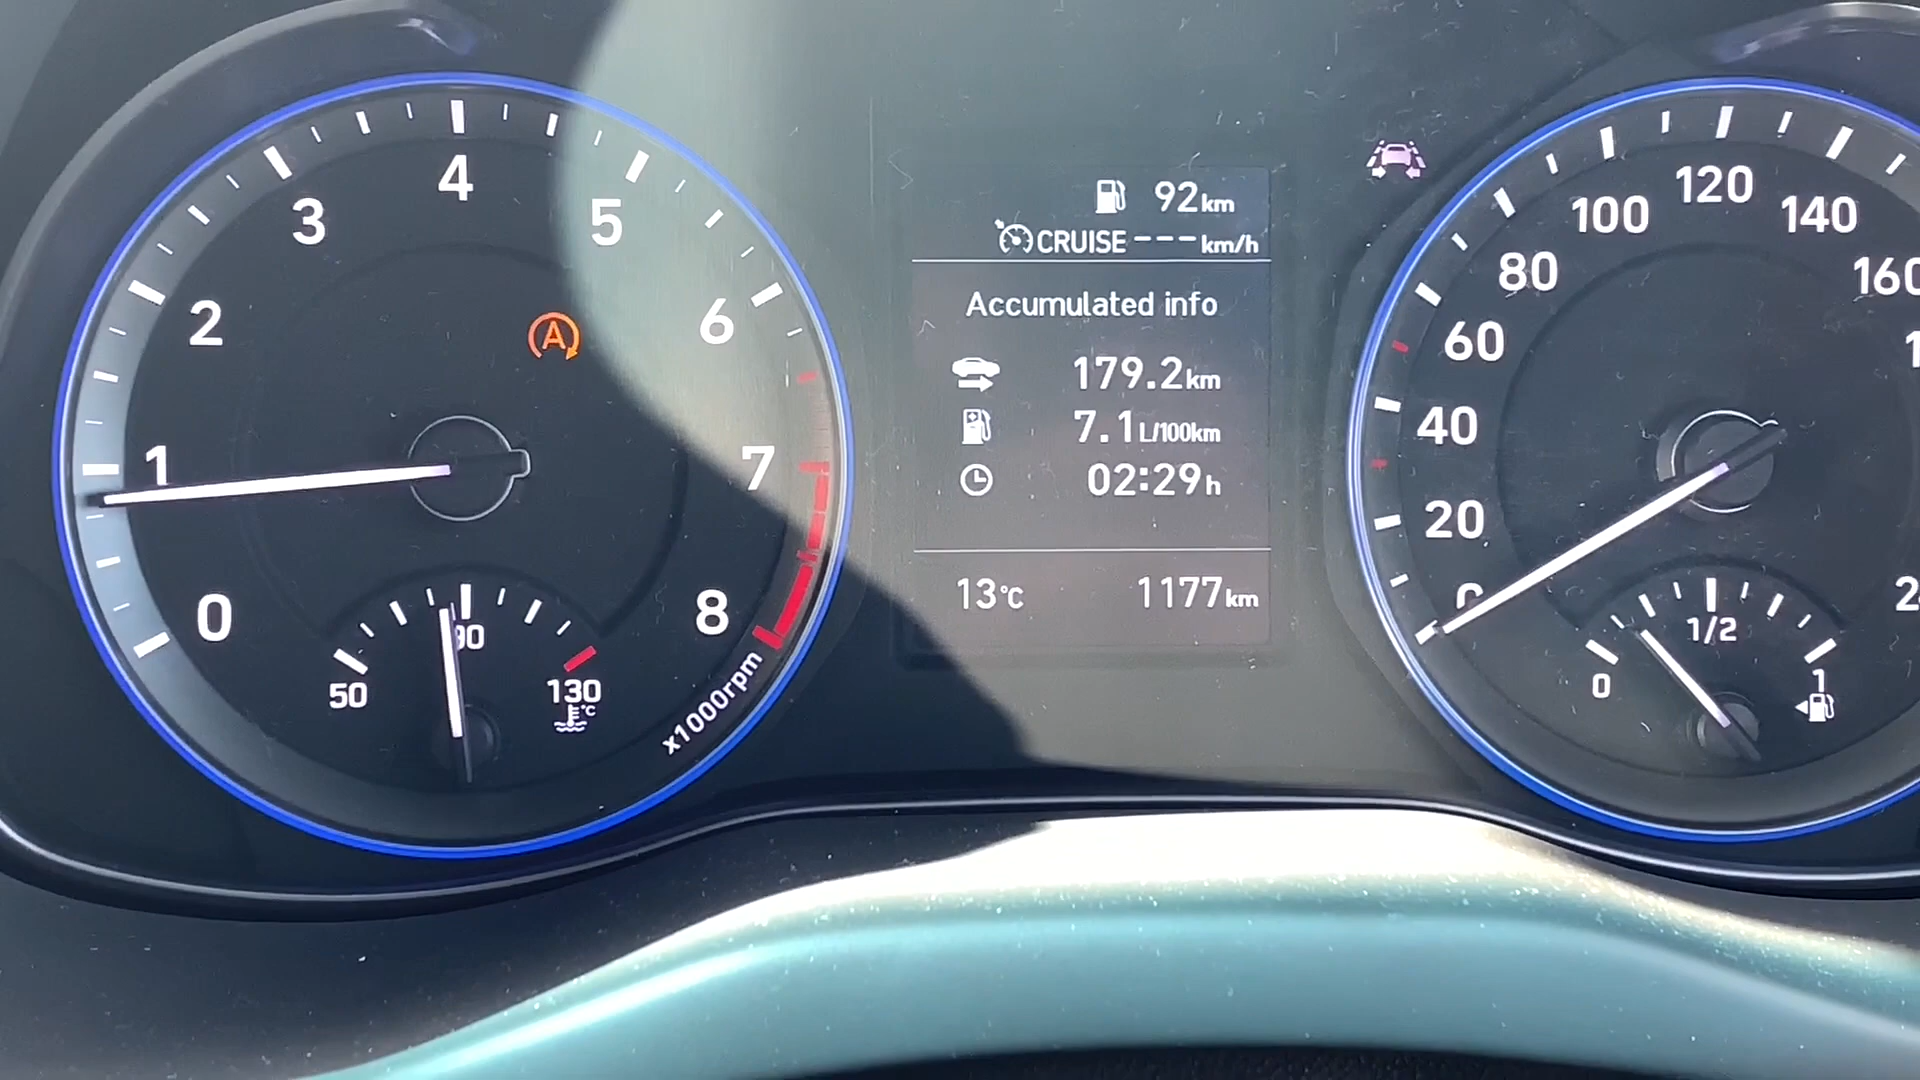 0
1
2
3
4
5
6
7
8
x1000rpm
A
50
90
130
°C
92km
CRUISE --- km/h
Accumulated info
179.2km
7.1L/100km
02:29h
13°C
1177km
20
40
60
80
100
120
140
0
1/2
1